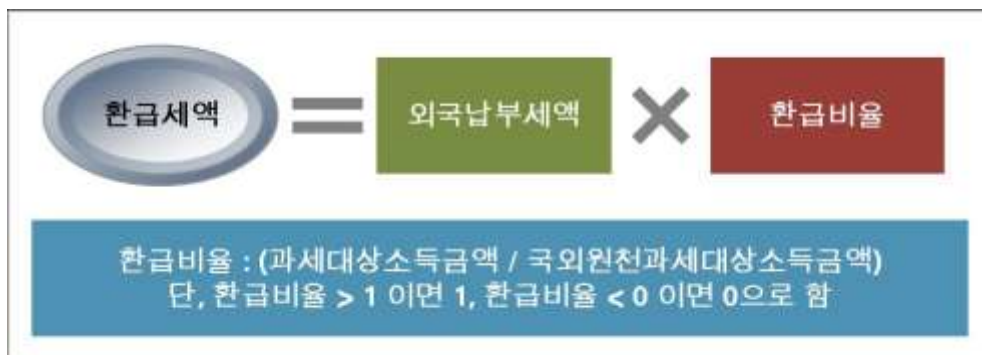 환급세액 = 외국납부세액 × 환급비율
환급비율 : (과세대상소득금액 / 국외원천과세대상소득금액)
단, 환급비율 > 1 이면 1, 환급비율 < 0 이면 0으로 함